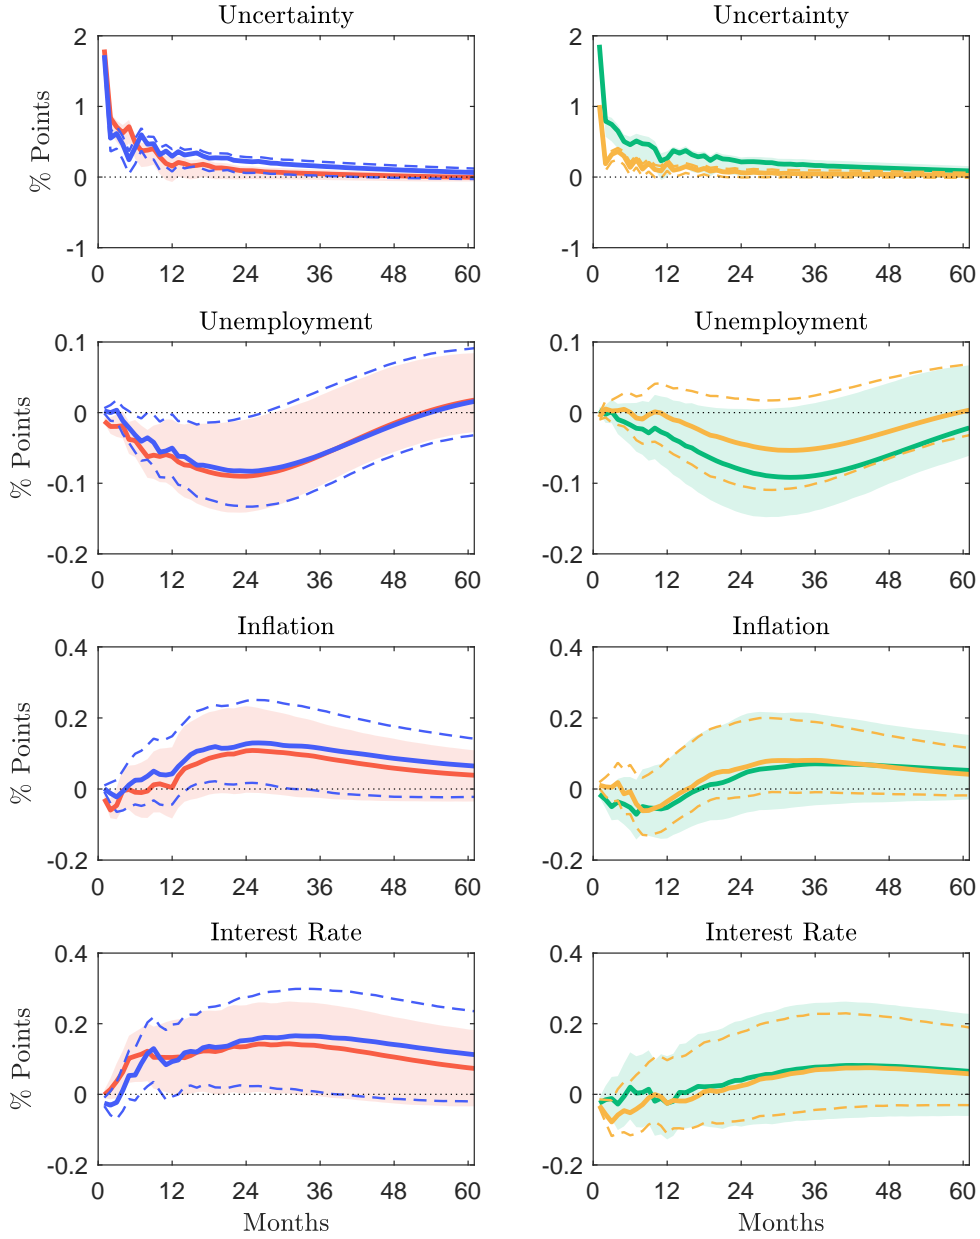 Uncertainty Uncertainty
2 2
1 1
0 0
-1 -1
% Points
0 12 24 36 48 60 0 12 24 36 48 60
Unemployment Unemployment
0.1 0.1
0 0
-0.1 -0.1
-0.2 -0.2
% Points
0 12 24 36 48 60 0 12 24 36 48 60
Inflation Inflation
0.4 0.4
0.2 0.2
0 0
-0.2 -0.2
% Points
0 12 24 36 48 60 0 12 24 36 48 60
Interest Rate Interest Rate
0.4 0.4
0.2 0.2
0 0
-0.2 -0.2
% Points
0 12 24 36 48 60 0 12 24 36 48 60
Months Months